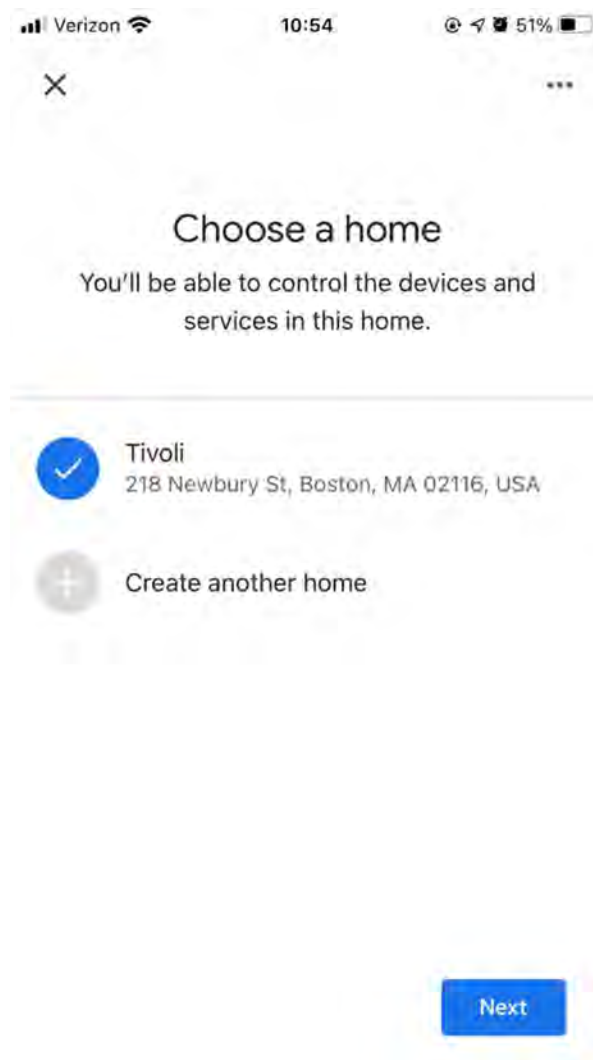 Verizon 10:54 51%
Choose a home
You'll be able to control the devices and
services in this home.
Tivoli
218 Newbury St, Boston, MA 02116, USA
Create another home
Next